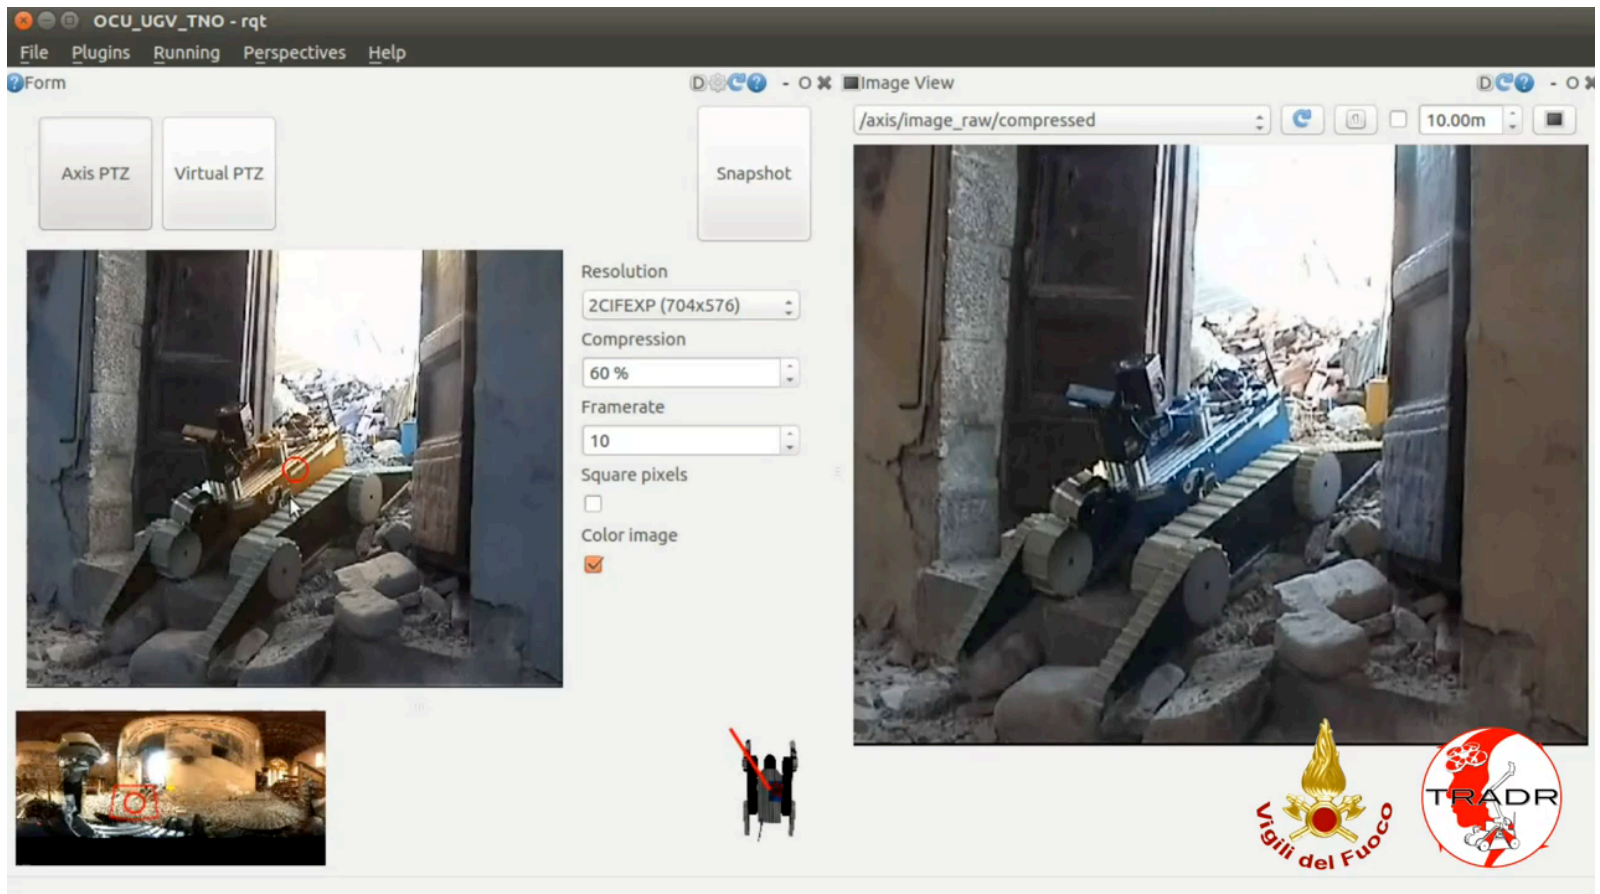 OCU_UGV_TNO - rqt
File Plugins Running Perspectives Help
Form
D
Image View
D
Axis PTZ
Virtual PTZ
Snapshot
/axis/image_raw/compressed
10.00m
Resolution
2CIFEXP (704x576)
Compression
60 %
Framerate
10
Square pixels
Color image
Vigili del Fuoco
TRADR